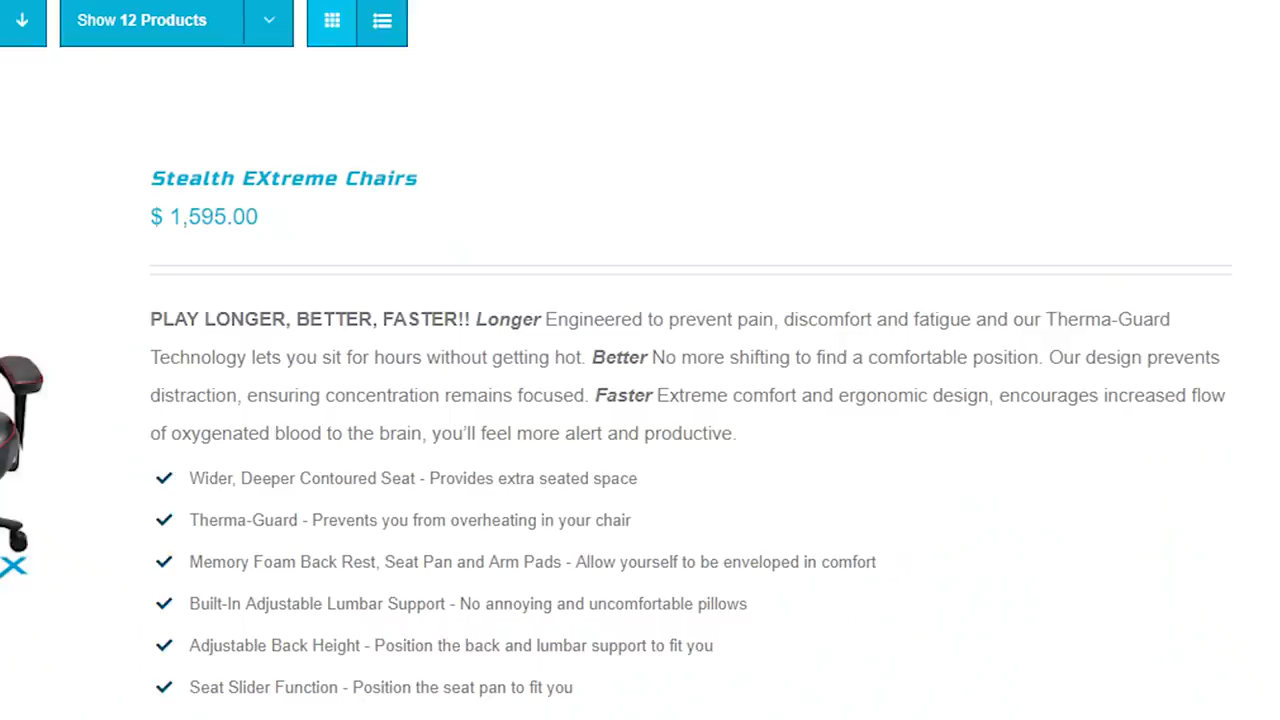 Show 12 Products
Stealth EXtreme Chairs
$ 1,595.00
PLAY LONGER, BETTER, FASTER!! Longer Engineered to prevent pain, discomfort and fatigue and our Therma-Guard
Technology lets you sit for hours without getting hot. Better No more shifting to find a comfortable position. Our design prevents
distraction, ensuring concentration remains focused. Faster Extreme comfort and ergonomic design, encourages increased flow
of oxygenated blood to the brain, you’ll feel more alert and productive.
Wider, Deeper Contoured Seat - Provides extra seated space
Therma-Guard - Prevents you from overheating in your chair
Memory Foam Back Rest, Seat Pan and Arm Pads - Allow yourself to be enveloped in comfort
Built-In Adjustable Lumbar Support - No annoying and uncomfortable pillows
Adjustable Back Height - Position the back and lumbar support to fit you
Seat Slider Function - Position the seat pan to fit you
X